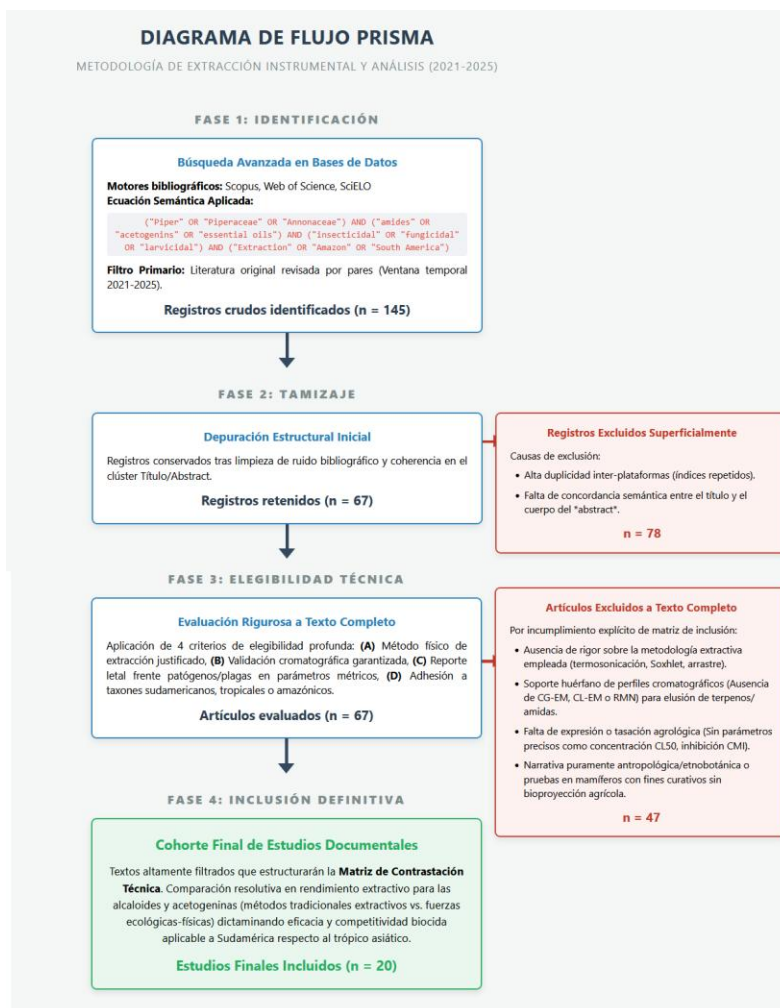 DIAGRAMA DE FLUJO PRISMA
METODOLOGÍA DE EXTRACCIÓN INSTRUMENTAL Y ANÁLISIS (2021-2025)
FASE 1: IDENTIFICACIÓN
Búsqueda Avanzada en Bases de Datos
Motores bibliográficos: Scopus, Web of Science, SciELO
Ecuación Semántica Aplicada:
("Piper" OR "Piperaceae" OR "Annonaceae") AND ("amides" OR
"acetogenins" OR "essential oils") AND ("insecticidal" OR "fungicidal"
OR "larvicidal") AND ("Extraction" OR "Amazon" OR "South America")
Filtro Primario: Literatura original revisada por pares (Ventana temporal
2021-2025).
Registros crudos identificados (n = 145)
FASE 2: TAMIZAJE
Depuración Estructural Inicial
Registros conservados tras limpieza de ruido bibliográfico y coherencia en el
clúster Título/Abstract.
Registros retenidos (n = 67)
Registros Excluidos Superficialmente
Causas de exclusión:
• Alta duplicidad inter-plataformas (índices repetidos).
• Falta de concordancia semántica entre el título y el
cuerpo del *abstract*.
n = 78
FASE 3: ELEGIBILIDAD TÉCNICA
Evaluación Rigurosa a Texto Completo
Aplicación de 4 criterios de elegibilidad profunda: (A) Método físico de
extracción justificado, (B) Validación cromatográfica garantizada, (C) Reporte
letal frente patógenos/plagas en parámetros métricos, (D) Adhesión a
taxones sudamericanos, tropicales o amazónicos.
Artículos evaluados (n = 67)
Artículos Excluidos a Texto Completo
Por incumplimiento explícito de matriz de inclusión:
• Ausencia de rigor sobre la metodología extractiva
empleada (termosonicación, Soxhlet, arrastre).
• Soporte huérfano de perfiles cromatográficos (Ausencia
de CG-EM, CL-EM o RMN) para elusión de terpenos/
amidas.
• Falta de expresión o tasación agrológica (Sin parámetros
precisos como concentración CL50, inhibición CMI).
• Narrativa puramente antropológica/etnobotánica o
pruebas en mamíferos con fines curativos sin
bioproyección agrícola.
n = 47
FASE 4: INCLUSIÓN DEFINITIVA
Cohorte Final de Estudios Documentales
Textos altamente filtrados que estructurarán la Matriz de Contrastación
Técnica. Comparación resolutiva en rendimiento extractivo para las
alcaloides y acetogeninas (métodos tradicionales extractivos vs. fuerzas
ecológicas-físicas) dictaminando eficacia y competitividad biocida
aplicable a Sudamérica respecto al trópico asiático.
Estudios Finales Incluidos (n = 20)